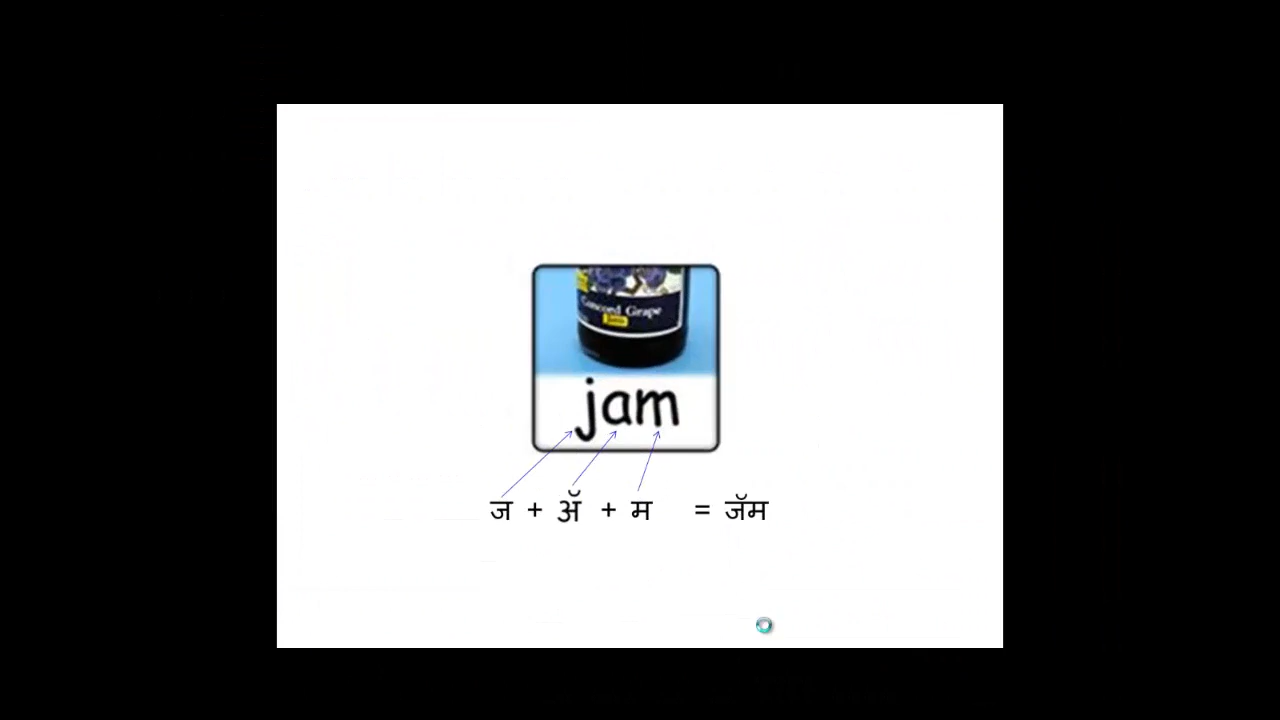 Concord Grape
jam
ज + ॲ + म = जॅम